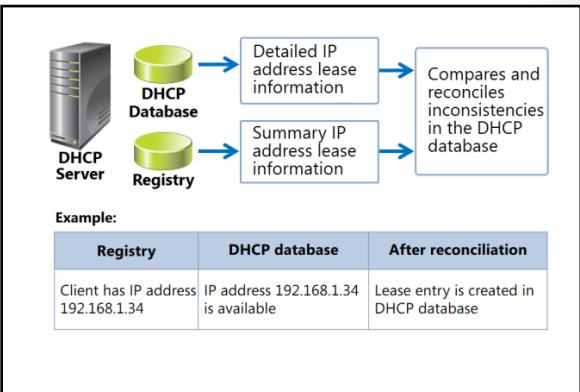 DHCP
Server
DHCP
Database
Registry
Detailed IP
address lease
information
Summary IP
address lease
information
Compares and
reconciles
inconsistencies
in the DHCP
database
Example:
Registry
DHCP database
After reconciliation
Client has IP address
192.168.1.34
IP address 192.168.1.34
is available
Lease entry is created in
DHCP database